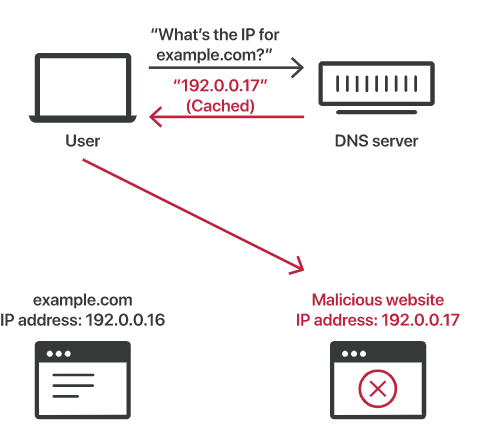 “What’s the IP for
example.com?”
“192.0.0.17”
(Cached)
User
DNS server
example.com
IP address: 192.0.0.16
Malicious website
IP address: 192.0.0.17